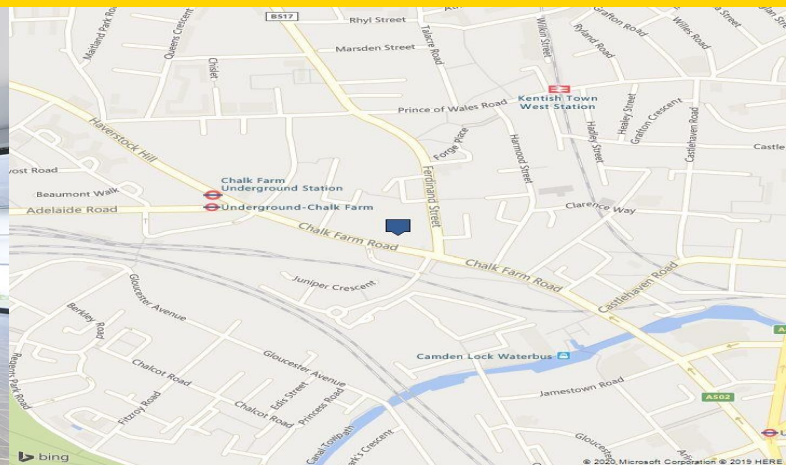 B517
Rhyl Street
Marsden Street
Maitland Park Ro
Queens Crescent
Chislet
Talacre Road
Wilkin Street
Grafton Road
Ryland
Road
Willes Road
Kentish Town
West Station
Prince of Wales Road
Healey Street
Grafton Crescent
Hadley Street
Castlehaven Road
Castle
Haverstock Hill
Forge Place
Harmood Street
vost Road
Chalk Farm
Underground Station
Beaumont Walk
Adelaide Road
Underground-Chalk Farm
Ferdinand Street
Clarence Way
Chalk Farm Road
Chalk Farm Road
Juniper Crescent
Castlehaven Road
Gloucester Avenue
Berkley
Road
Gloucester Avenue
Camden Lock Waterbus
Chalcot Road
Regents Park Road
Edis Street
Princess Road
Jamestown Road
Fitzroy Road
Chalcot Road
A502
Canal Towpath
rk's Crescent
Glouceste
bing
© 2020 Microsoft Corporation © 2019 HERE